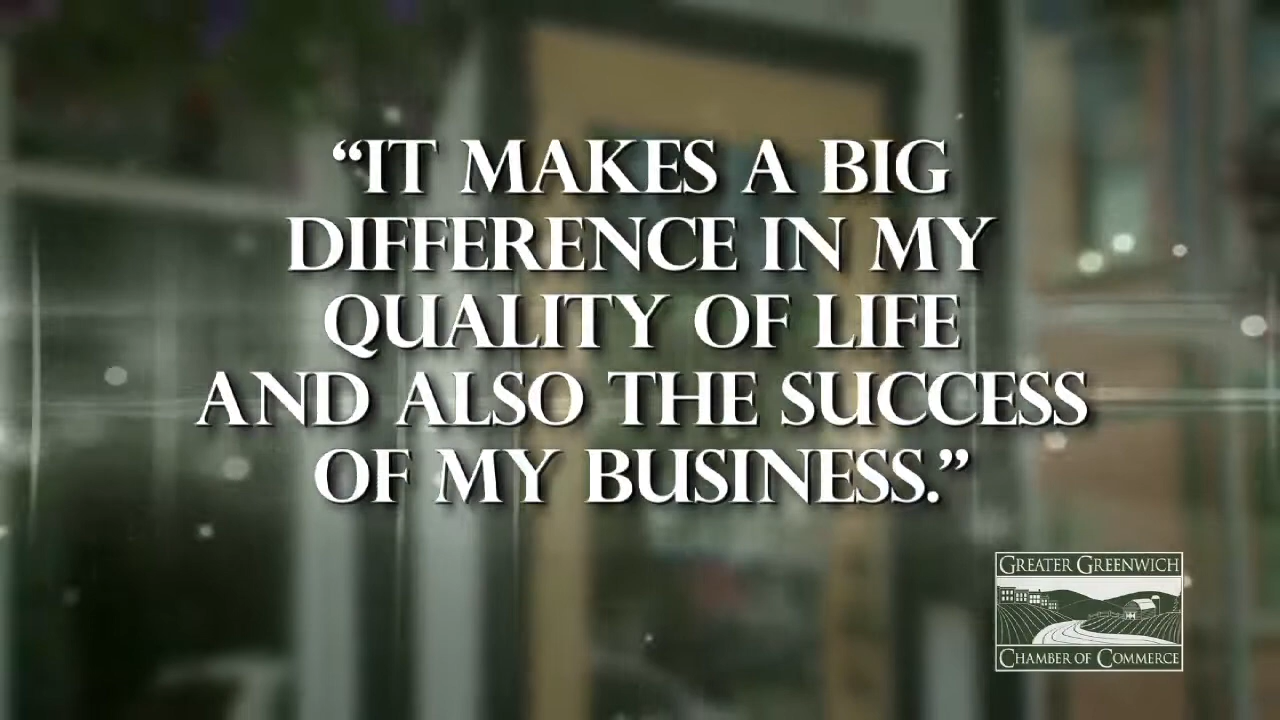 “IT MAKES A BIG
DIFFERENCE IN MY
QUALITY OF LIFE
AND ALSO THE SUCCESS
OF MY BUSINESS.”
GREATER GREENWICH
CHAMBER OF COMMERCE